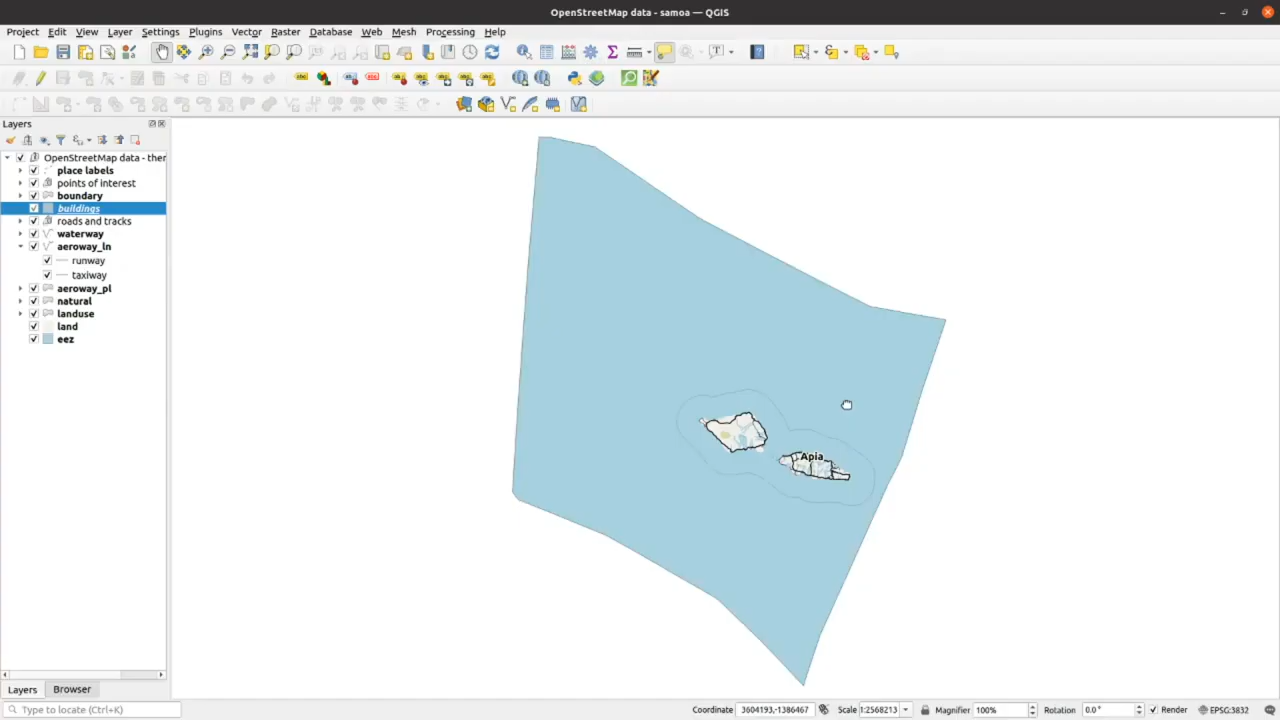 OpenStreetMap data - samoa — QGIS
Project Edit View Layer Settings Plugins Vector Raster Database Web Mesh Processing Help
Layers
OpenStreetMap data - ther
place labels
points of interest
boundary
buildings
roads and tracks
waterway
aeroway_ln
runway
taxiway
aeroway_pl
natural
landuse
land
eez
Apia
Layers Browser
Type to locate (Ctrl+K)
Coordinate 3604193,-1386467 Scale 1:2568213 Magnifier 100% Rotation 0.0 ° Render EPSG:3832